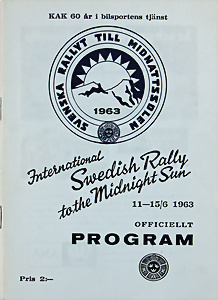 KAK 60 år i bilsportens tjänst
SVENSKA RALLYT TILL MIDNATTSSOLEN
1963
International
Swedish Rally
to the Midnight Sun
11-15/6 1963
OFFICIELLT
PROGRAM
Pris 2:-